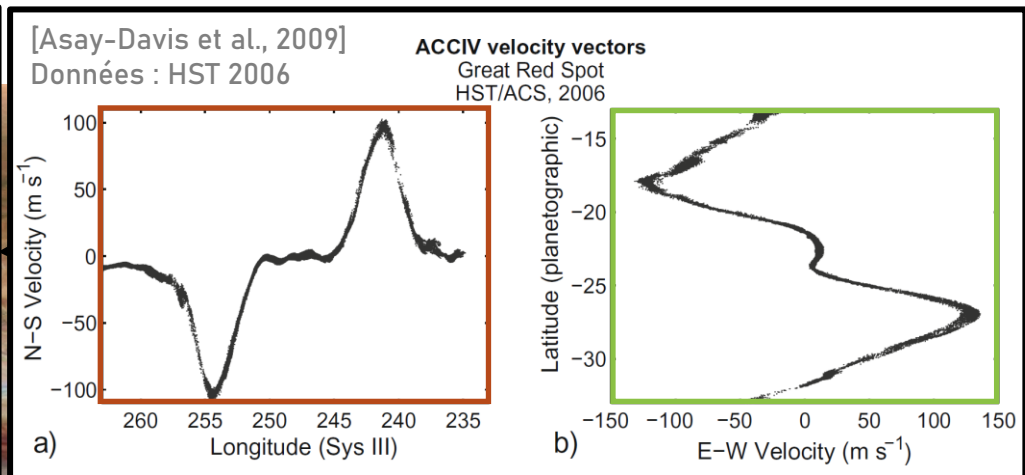 [Asay-Davis et al., 2009]
Données : HST 2006
ACCIV velocity vectors
Great Red Spot
HST/ACS, 2006
N−S Velocity (m s⁻¹)
100
50
0
−50
−100
260
255
250
245
240
235
Longitude (Sys III)
a)
Latitude (planetographic)
−15
−20
−25
−30
−150
−100
−50
0
50
100
150
E−W Velocity (m s⁻¹)
b)